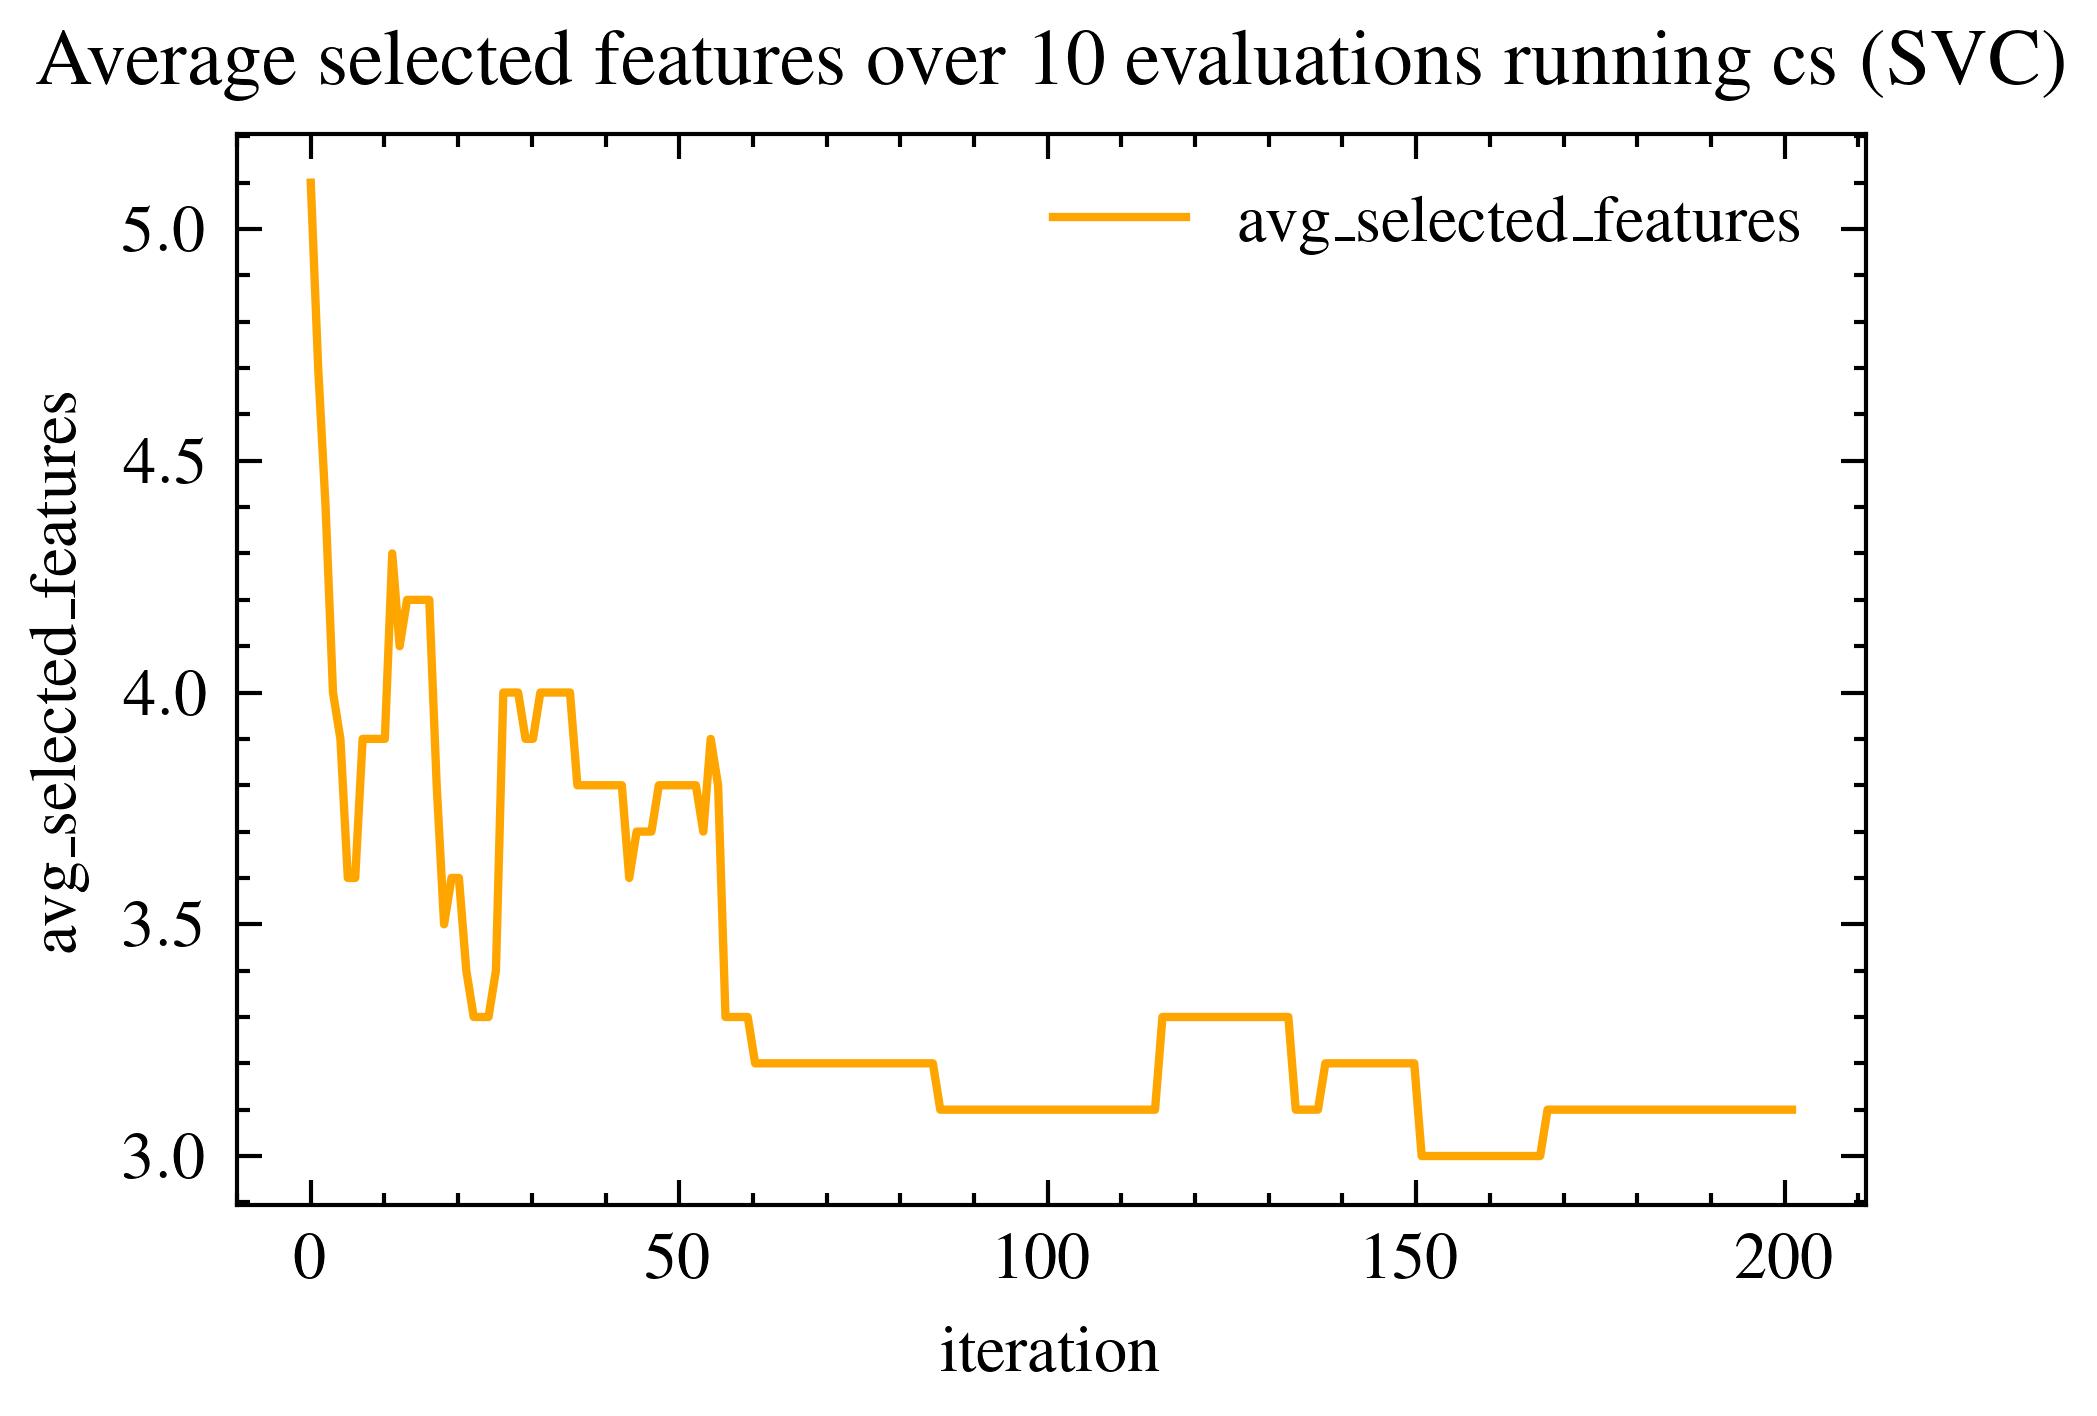 Average selected features over 10 evaluations running cs (SVC)
avg_selected_features
5.0
4.5
4.0
3.5
3.0
avg_selected_features
0 50 100 150 200
iteration